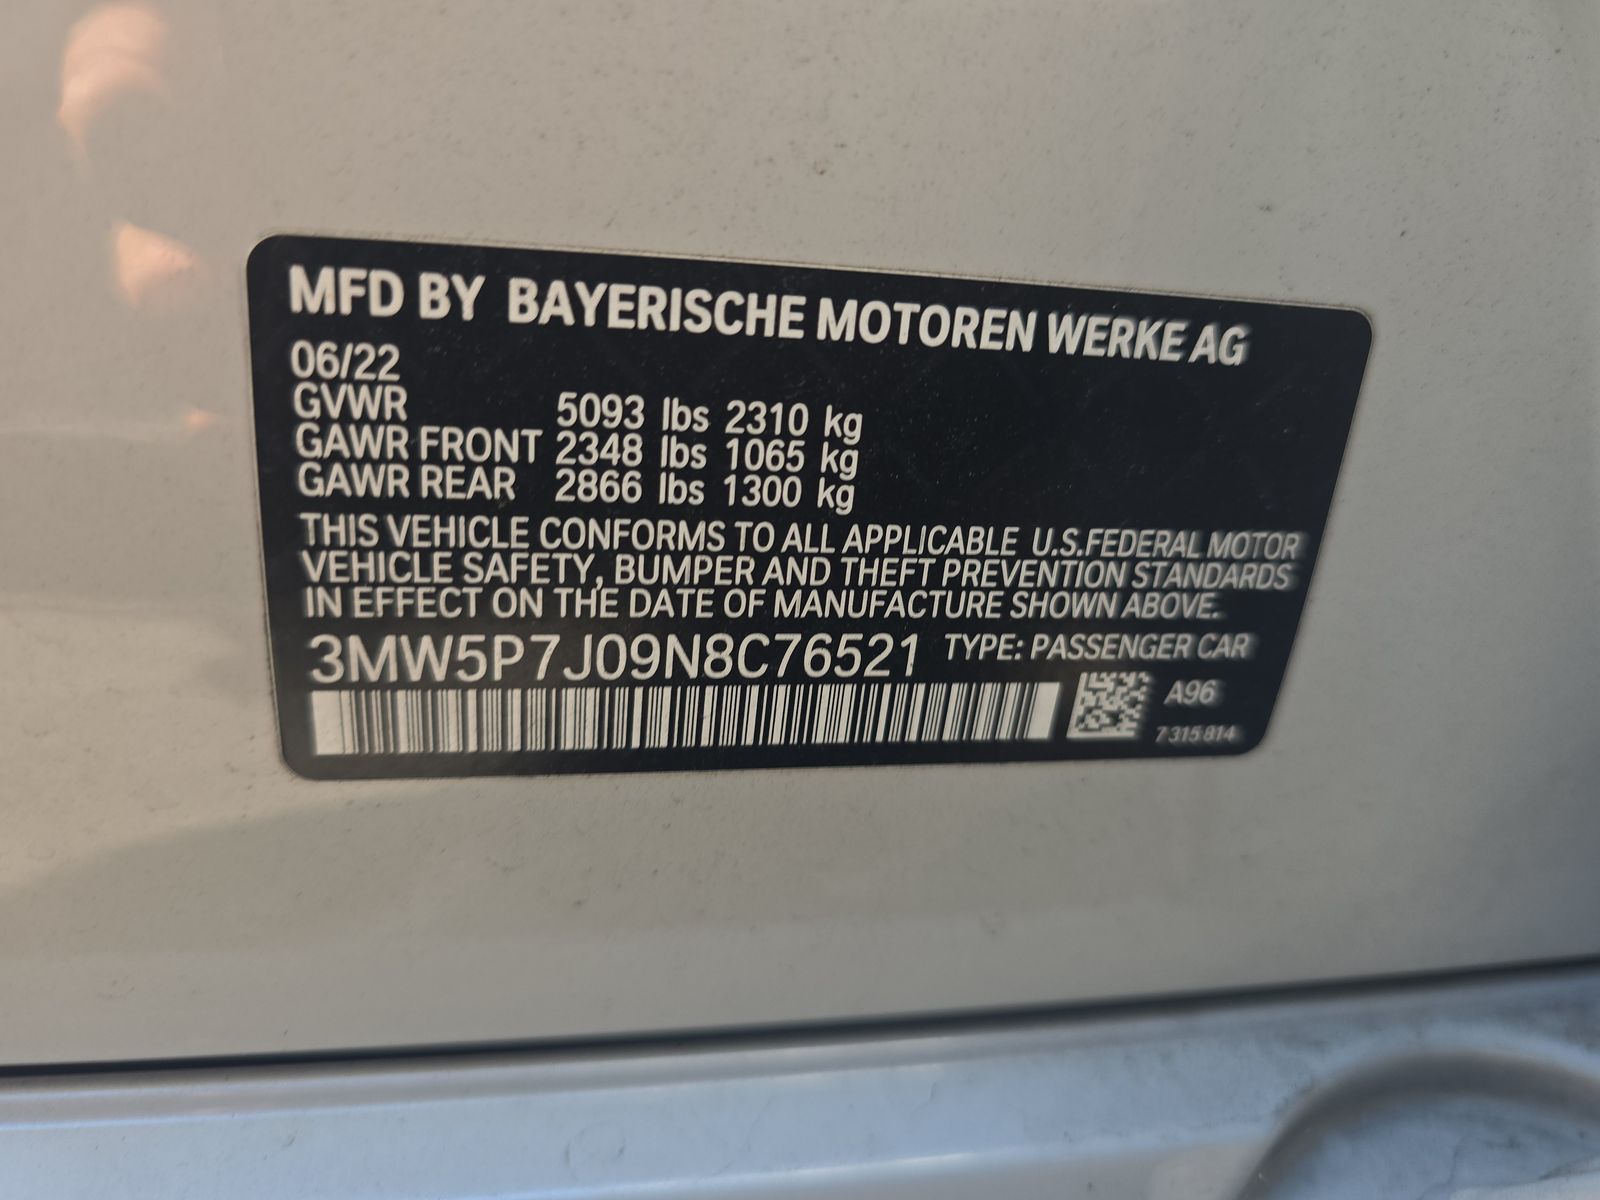 MFD BY BAYERISCHE MOTOREN WERKE AG
06/22
GVWR 5093 lbs 2310 kg
GAWR FRONT 2348 lbs 1065 kg
GAWR REAR 2866 lbs 1300 kg
THIS VEHICLE CONFORMS TO ALL APPLICABLE U.S.FEDERAL MOTOR
VEHICLE SAFETY, BUMPER AND THEFT PREVENTION STANDARDS
IN EFFECT ON THE DATE OF MANUFACTURE SHOWN ABOVE.
3MW5P7J09N8C76521 TYPE: PASSENGER CAR
A96
7 315 814